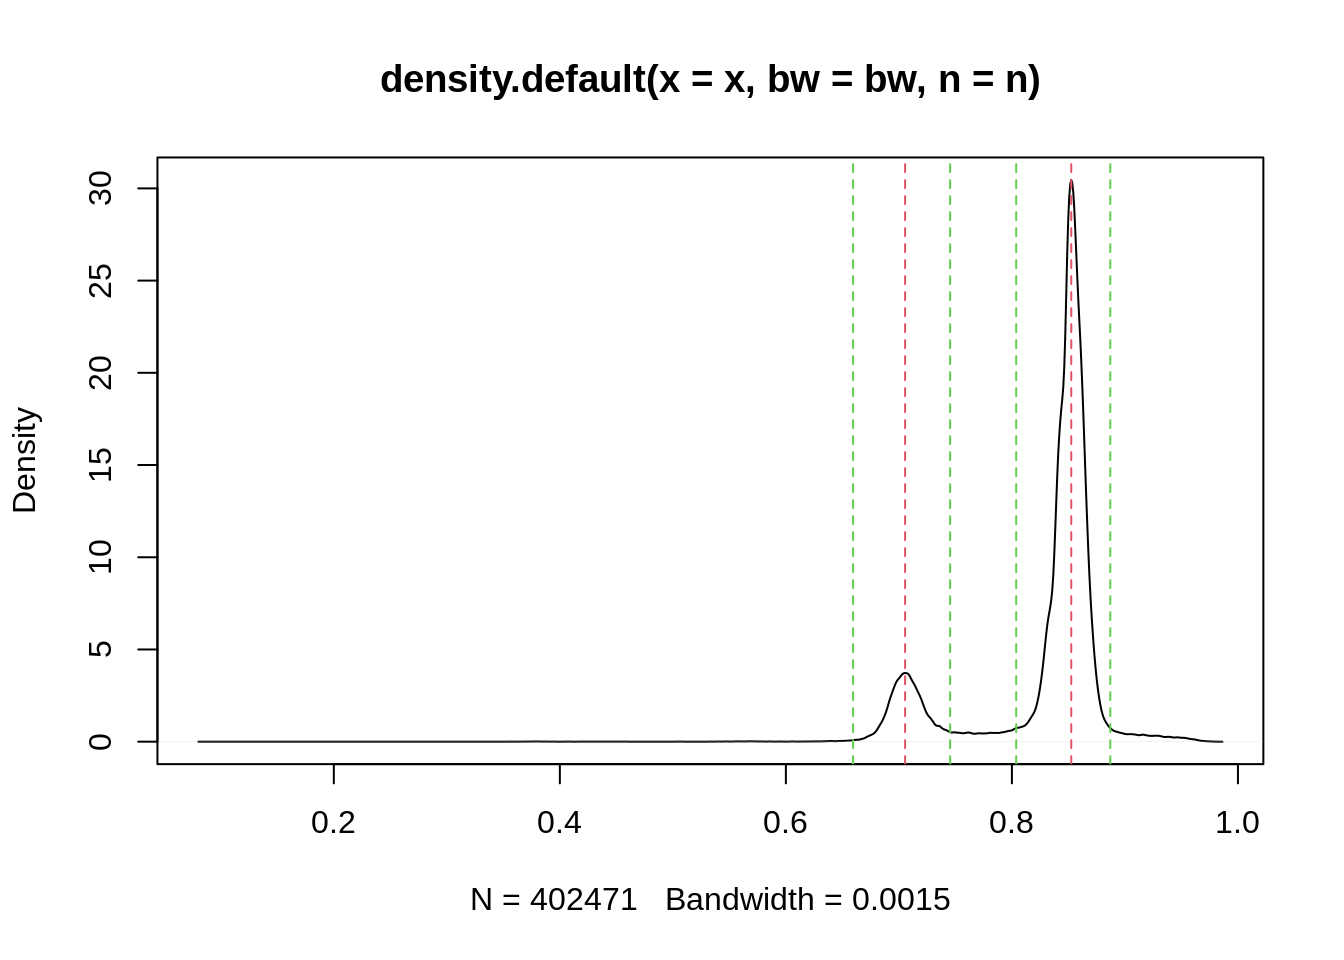 density.default(x = x, bw = bw, n = n)
Density
30
25
20
15
10
5
0
0.2 0.4 0.6 0.8 1.0
N = 402471 Bandwidth = 0.0015